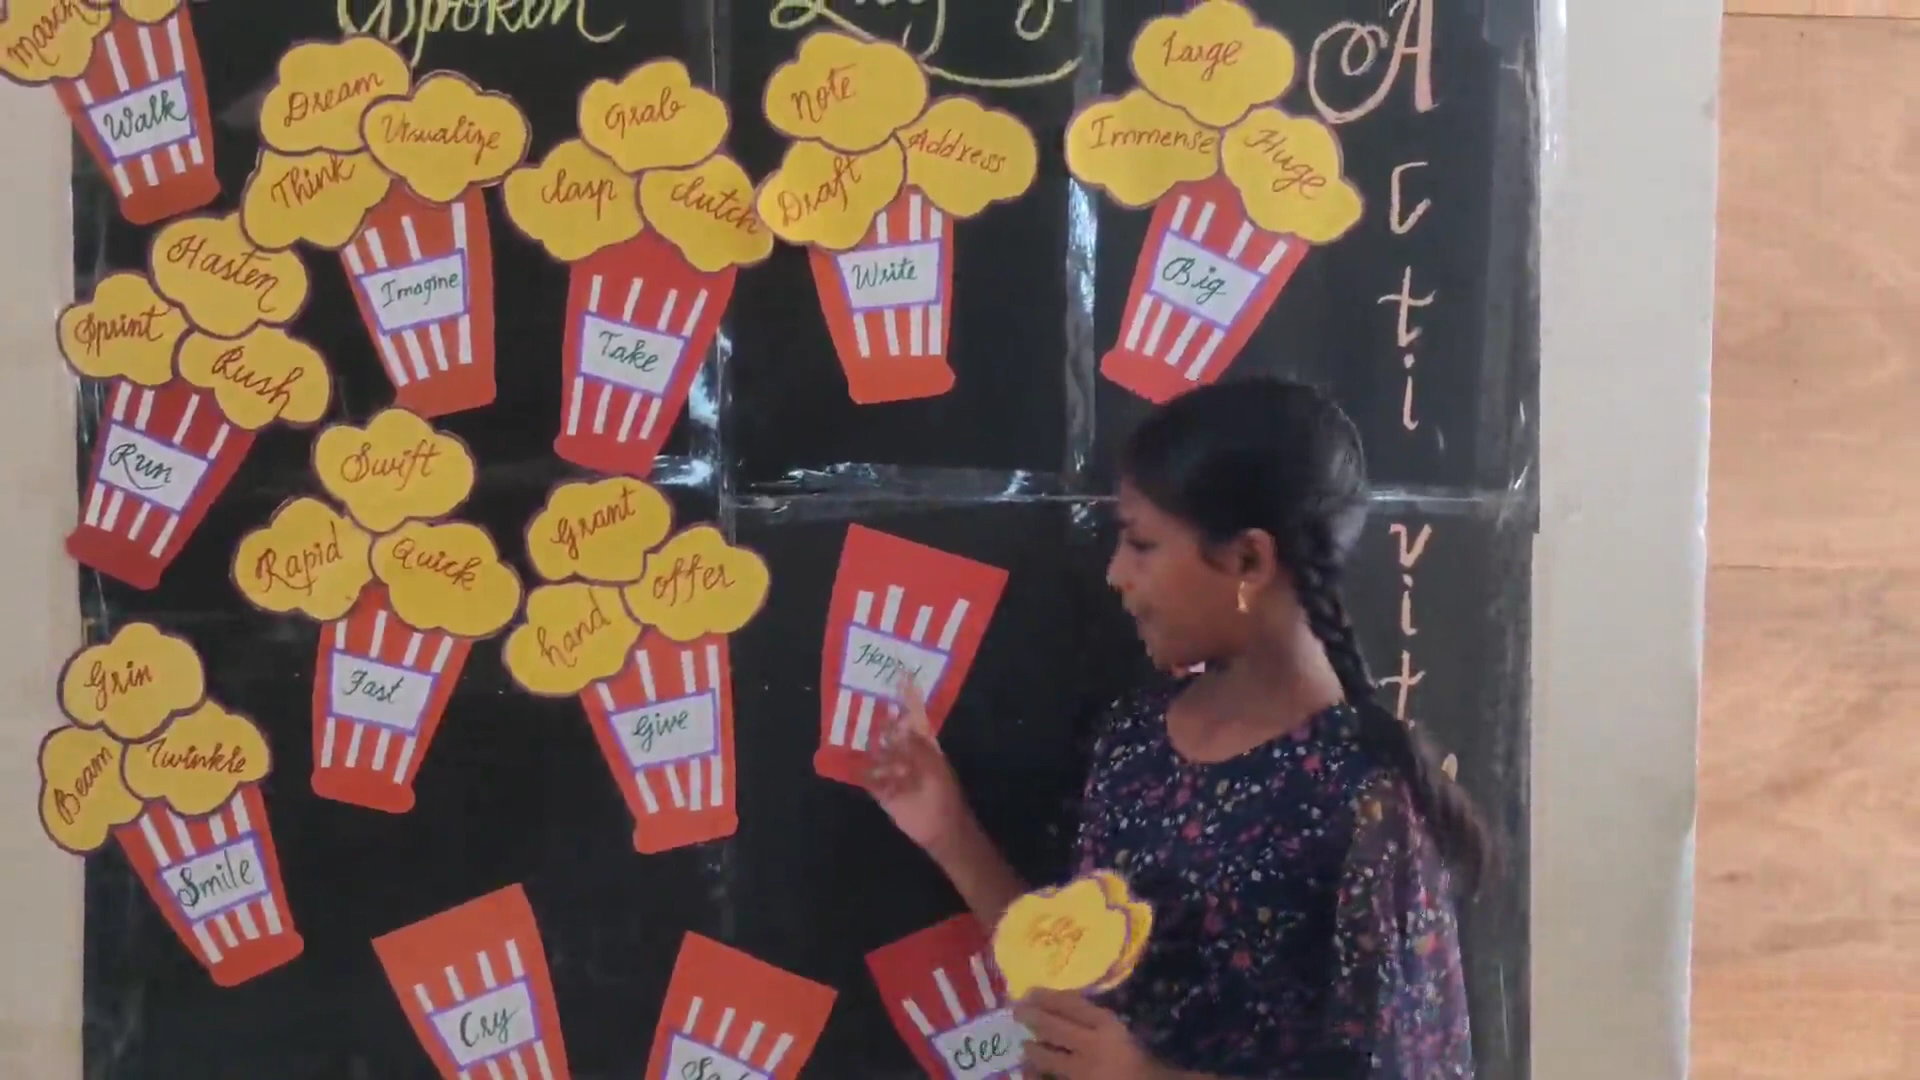 Spoken
March
Walk
Dream
Visualize
Think
Imagine
Grab
Clasp
Clutch
Take
Note
Address
Draft
Write
Large
Immense
Huge
Big
Hasten
Sprint
Rush
Run
Swift
Rapid
Quick
Fast
Grant
offer
hand
Give
Happy
Grin
Beam
Twinkle
Smile
Cry
See
A
c
t
i
v
i
t